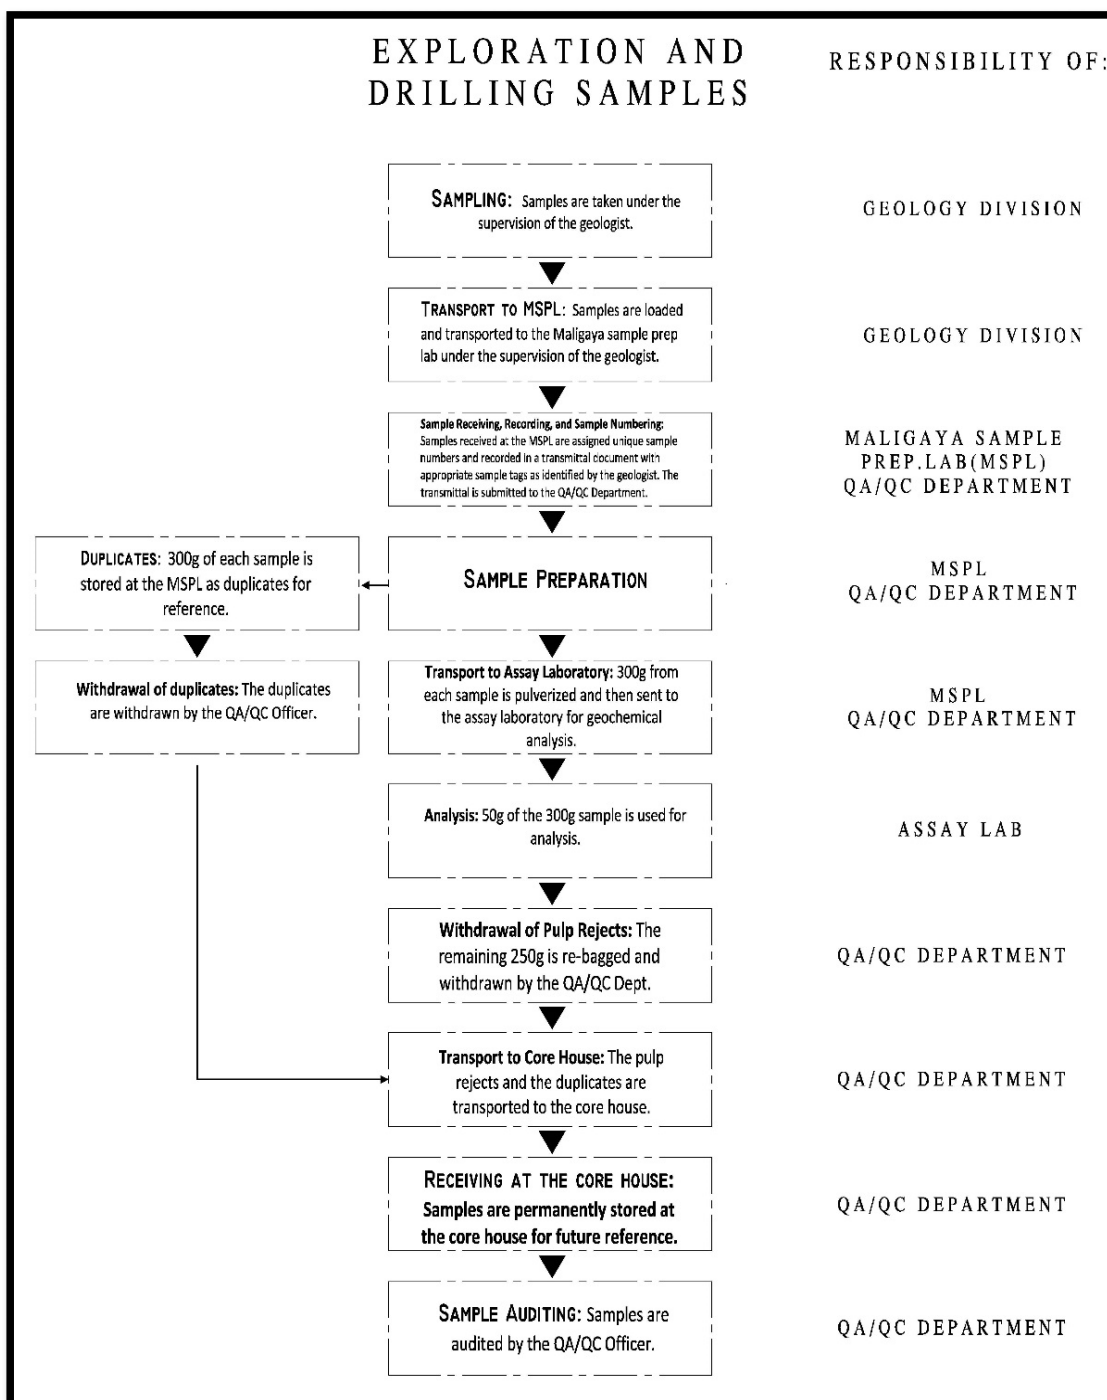 EXPLORATION AND
DRILLING SAMPLES
RESPONSIBILITY OF:
SAMPLING: Samples are taken under the
supervision of the geologist.
GEOLOGY DIVISION
TRANSPORT TO MSPL: Samples are loaded
and transported to the Maligaya sample prep
lab under the supervision of the geologist.
GEOLOGY DIVISION
Sample Receiving, Recording, and Sample Numbering:
Samples received at the MSPL are assigned unique sample
numbers and recorded in a transmittal document with
appropriate sample tags as identified by the geologist. The
transmittal is submitted to the QA/QC Department.
MALIGAYA SAMPLE
PREP.LAB(MSPL)
QA/QC DEPARTMENT
DUPLICATES: 300g of each sample is
stored at the MSPL as duplicates for
reference.
SAMPLE PREPARATION
MSPL
QA/QC DEPARTMENT
Withdrawal of duplicates: The duplicates
are withdrawn by the QA/QC Officer.
Transport to Assay Laboratory: 300g from
each sample is pulverized and then sent to
the assay laboratory for geochemical
analysis.
MSPL
QA/QC DEPARTMENT
Analysis: 50g of the 300g sample is used for
analysis.
ASSAY LAB
Withdrawal of Pulp Rejects: The
remaining 250g is re-bagged and
withdrawn by the QA/QC Dept.
QA/QC DEPARTMENT
Transport to Core House: The pulp
rejects and the duplicates are
transported to the core house.
QA/QC DEPARTMENT
RECEIVING AT THE CORE HOUSE:
Samples are permanently stored at
the core house for future reference.
QA/QC DEPARTMENT
SAMPLE AUDITING: Samples are
audited by the QA/QC Officer.
QA/QC DEPARTMENT